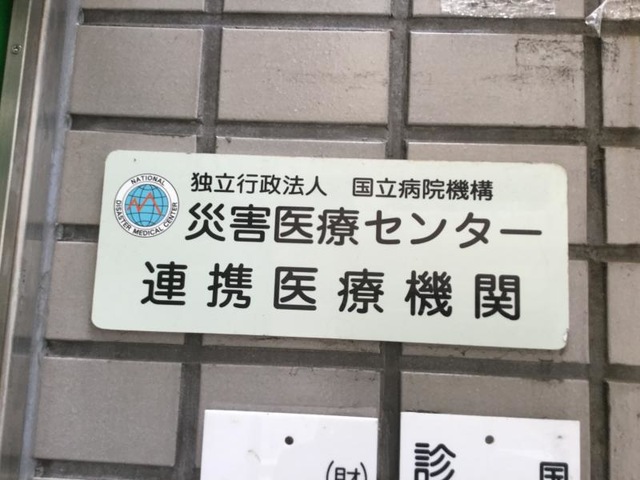 独立行政法人 国立病院機構
NATIONAL DISASTER MEDICAL CENTER
災害医療センター
連携医療機関
(財)
診 国